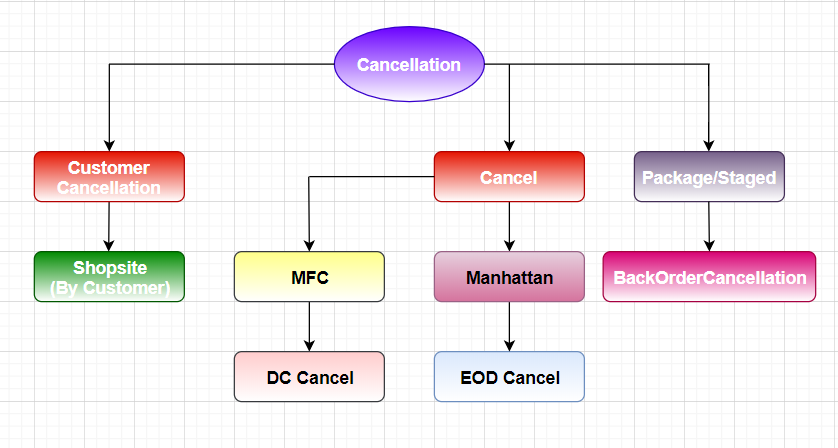 Cancellation
Customer
Cancellation
Cancel
Package/Staged
Shopsite
(By Customer)
MFC
Manhattan
BackOrderCancellation
DC Cancel
EOD Cancel